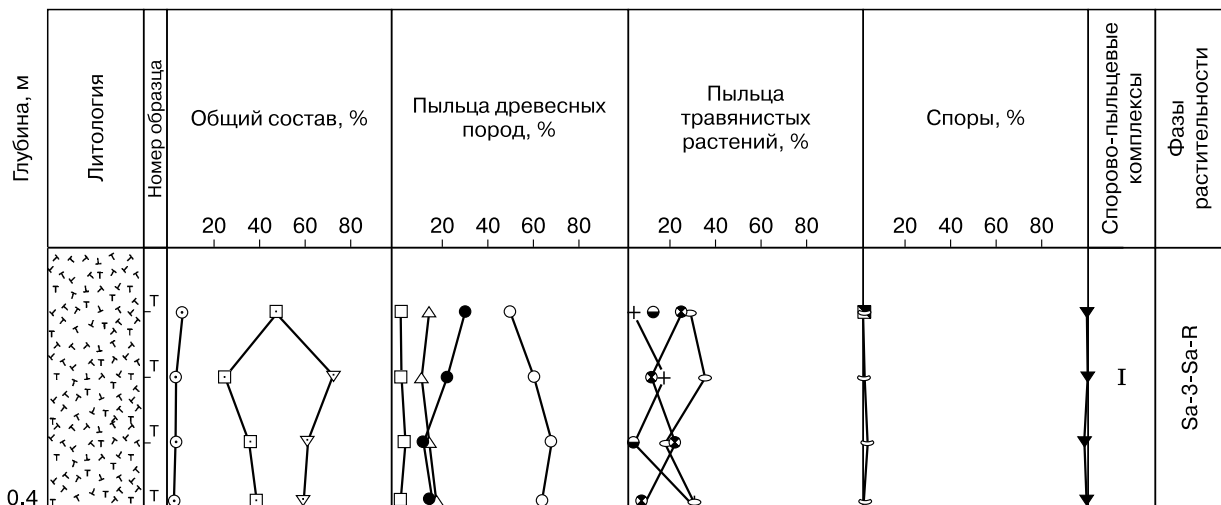 Глубина, м
Литология
Номер образца
Общий состав, %
20 40 60 80
Пыльца древесных
пород, %
20 40 60 80
Пыльца
травянистых
растений, %
20 40 60 80
Споры, %
20 40 60 80
Спорово-пыльцевые
комплексы
Фазы
растительности
T
T
T
T
I
Sa-3-Sa-R
0,4